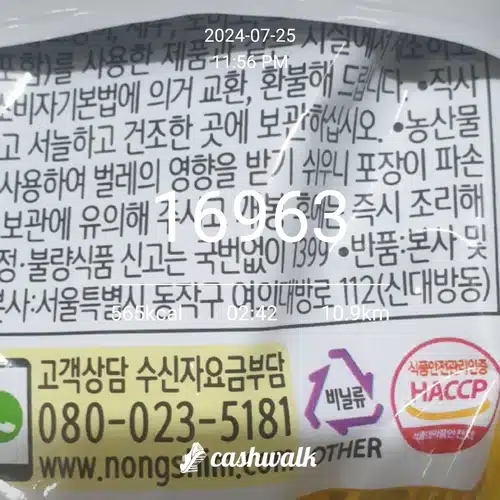 2024-07-25
11:56 PM
포함)를 사용한 제품
비자기본법에 의거 교환, 환불해 드립니다. •직사
고 서늘하고 건조한 곳에 보관하십시오. •농산물
사용하여 벌레의 영향을 받기 쉬우니 포장이 파손
보관에 유의해 주시고 개봉 후에는 즉시 조리해
16963
정·불량식품 신고는 국번없이 1399 •반품:본사 및
본사:서울특별시 동작구 여의대방로 112(신대방동)
565kcal
02:42
10.9km
고객상담 수신자요금부담
080-023-5181
www.nongshim.com
비닐류
OTHER
식품안전관리인증
HACCP
cashwalk